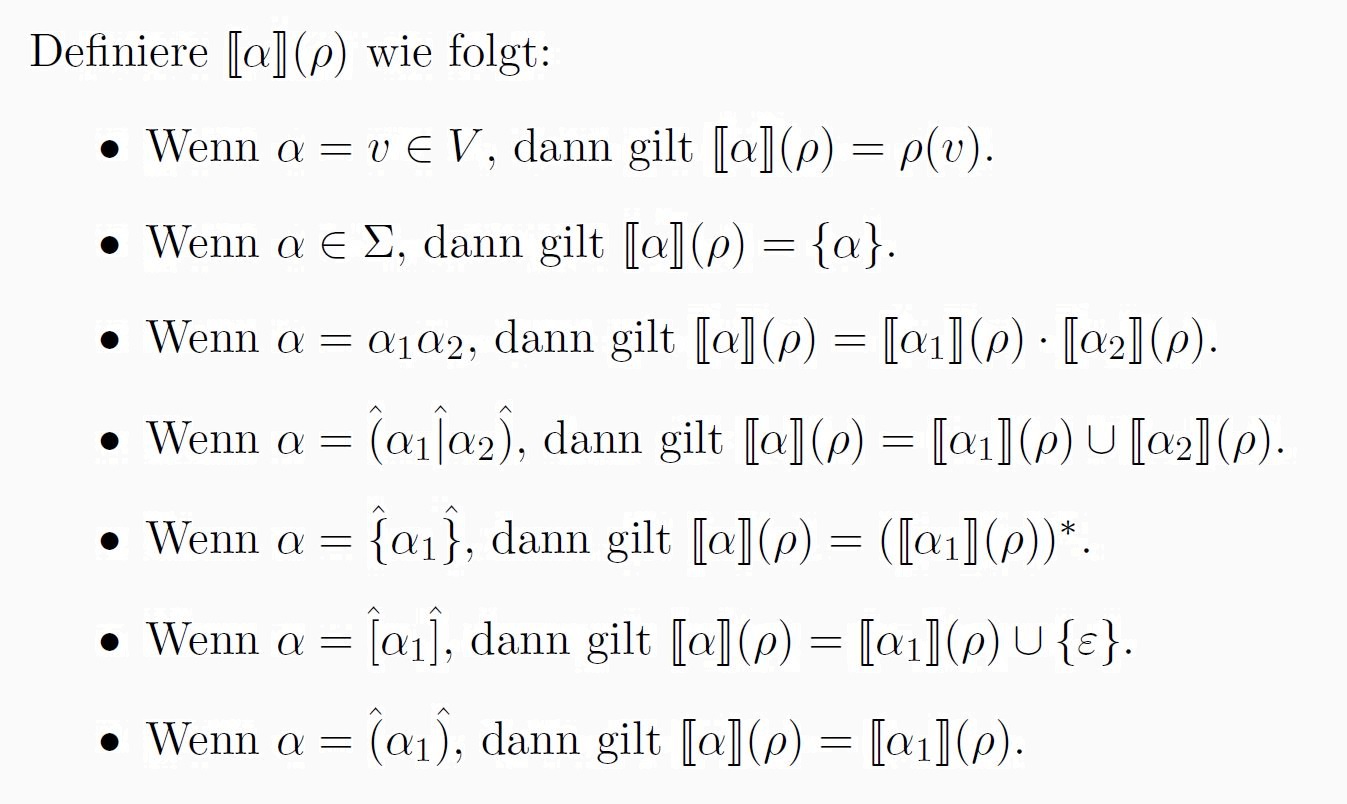 Definiere ⟦α⟧(ρ) wie folgt:
• Wenn α = v ∈ V, dann gilt ⟦α⟧(ρ) = ρ(v).
• Wenn α ∈ Σ, dann gilt ⟦α⟧(ρ) = {α}.
• Wenn α = α₁α₂, dann gilt ⟦α⟧(ρ) = ⟦α₁⟧(ρ) · ⟦α₂⟧(ρ).
• Wenn α = (̂α₁|̂α₂)̂, dann gilt ⟦α⟧(ρ) = ⟦α₁⟧(ρ) ∪ ⟦α₂⟧(ρ).
• Wenn α = {̂α₁}̂, dann gilt ⟦α⟧(ρ) = (⟦α₁⟧(ρ))*.
• Wenn α = [̂α₁]̂, dann gilt ⟦α⟧(ρ) = ⟦α₁⟧(ρ) ∪ {ε}.
• Wenn α = (̂α₁)̂, dann gilt ⟦α⟧(ρ) = ⟦α₁⟧(ρ).